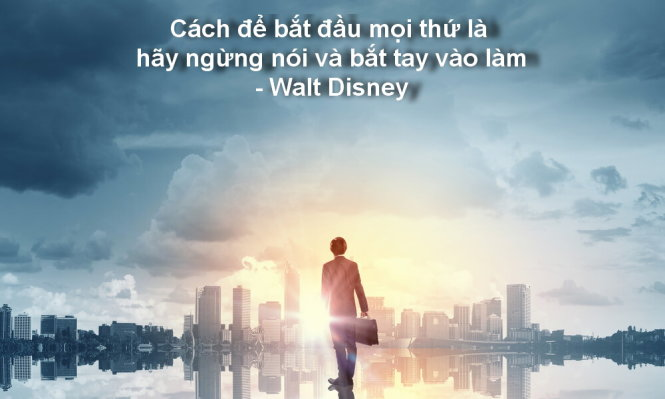 Cách để bắt đầu mọi thứ là
hãy ngừng nói và bắt tay vào làm
- Walt Disney